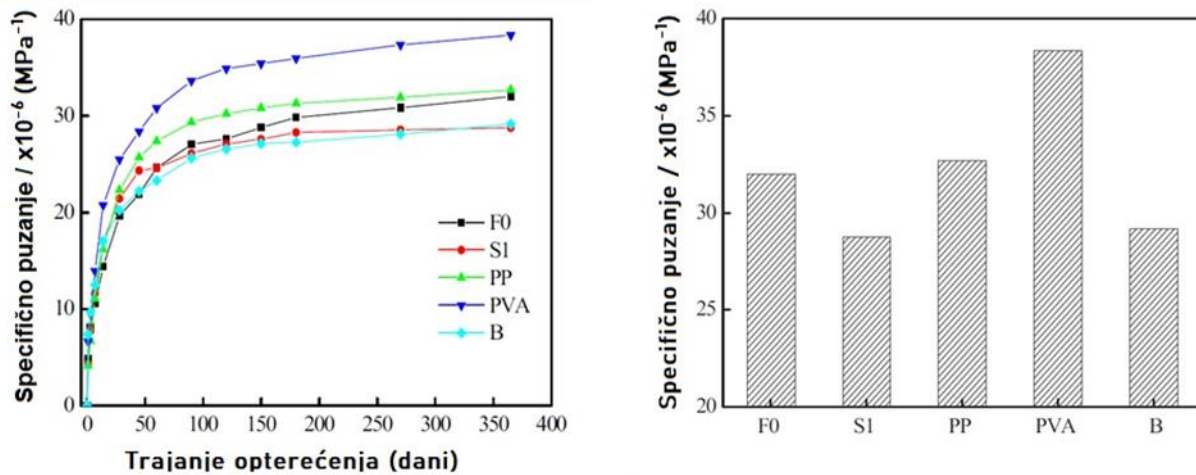 Specifično puzanje / x10⁻⁶ (MPa⁻¹)
40
30
20
10
0
F0
S1
PP
PVA
B
0 50 100 150 200 250 300 350 400
Trajanje opterećenja (dani)
Specifično puzanje / x10⁻⁶ (MPa⁻¹)
40
35
30
25
20
F0 S1 PP PVA B